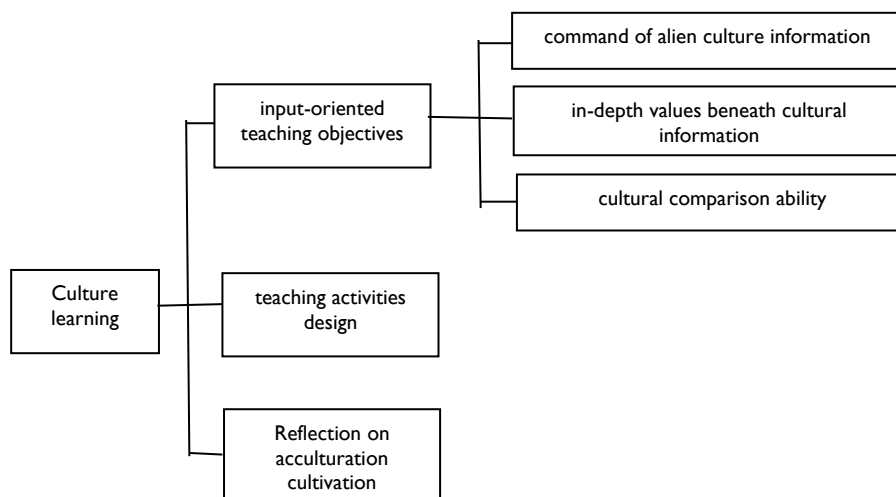 command of alien culture information
input-oriented
teaching objectives
in-depth values beneath cultural
information
cultural comparison ability
Culture
learning
teaching activities
design
Reflection on
acculturation
cultivation